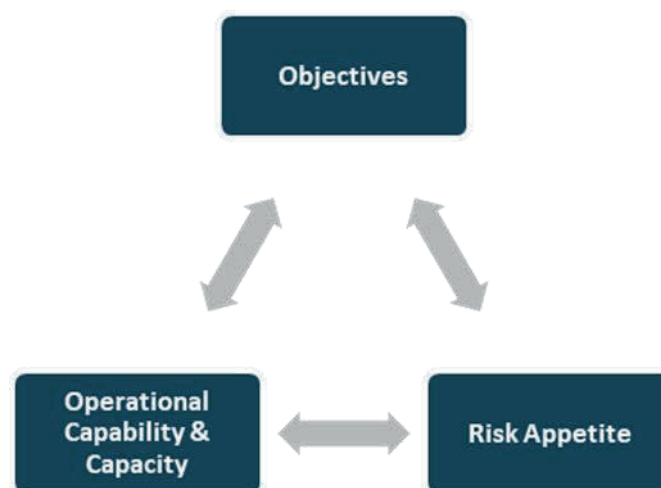 Objectives
Operational
Capability &
Capacity
Risk Appetite